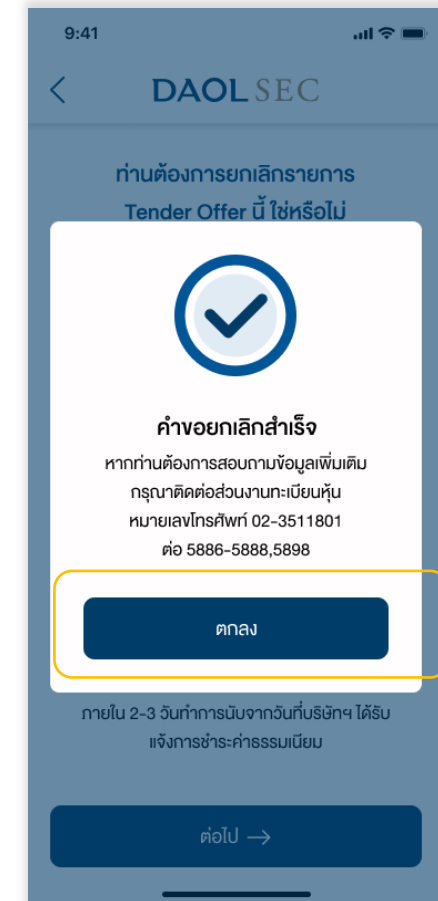 9:41
DAOL SEC
ท่านต้องการยกเลิกรายการ
Tender Offer นี้ ใช่หรือไม่
คำขอยกเลิกสำเร็จ
หากท่านต้องการสอบถามข้อมูลเพิ่มเติม
กรุณาติดต่อส่วนงานทะเบียนหุ้น
หมายเลขโทรศัพท์ 02-3511801
ต่อ 5886-5888,5898
ตกลง
ภายใน 2-3 วันทำการนับจากวันที่บริษัทฯ ได้รับ
แจ้งการชำระค่าธรรมเนียม
ต่อไป →